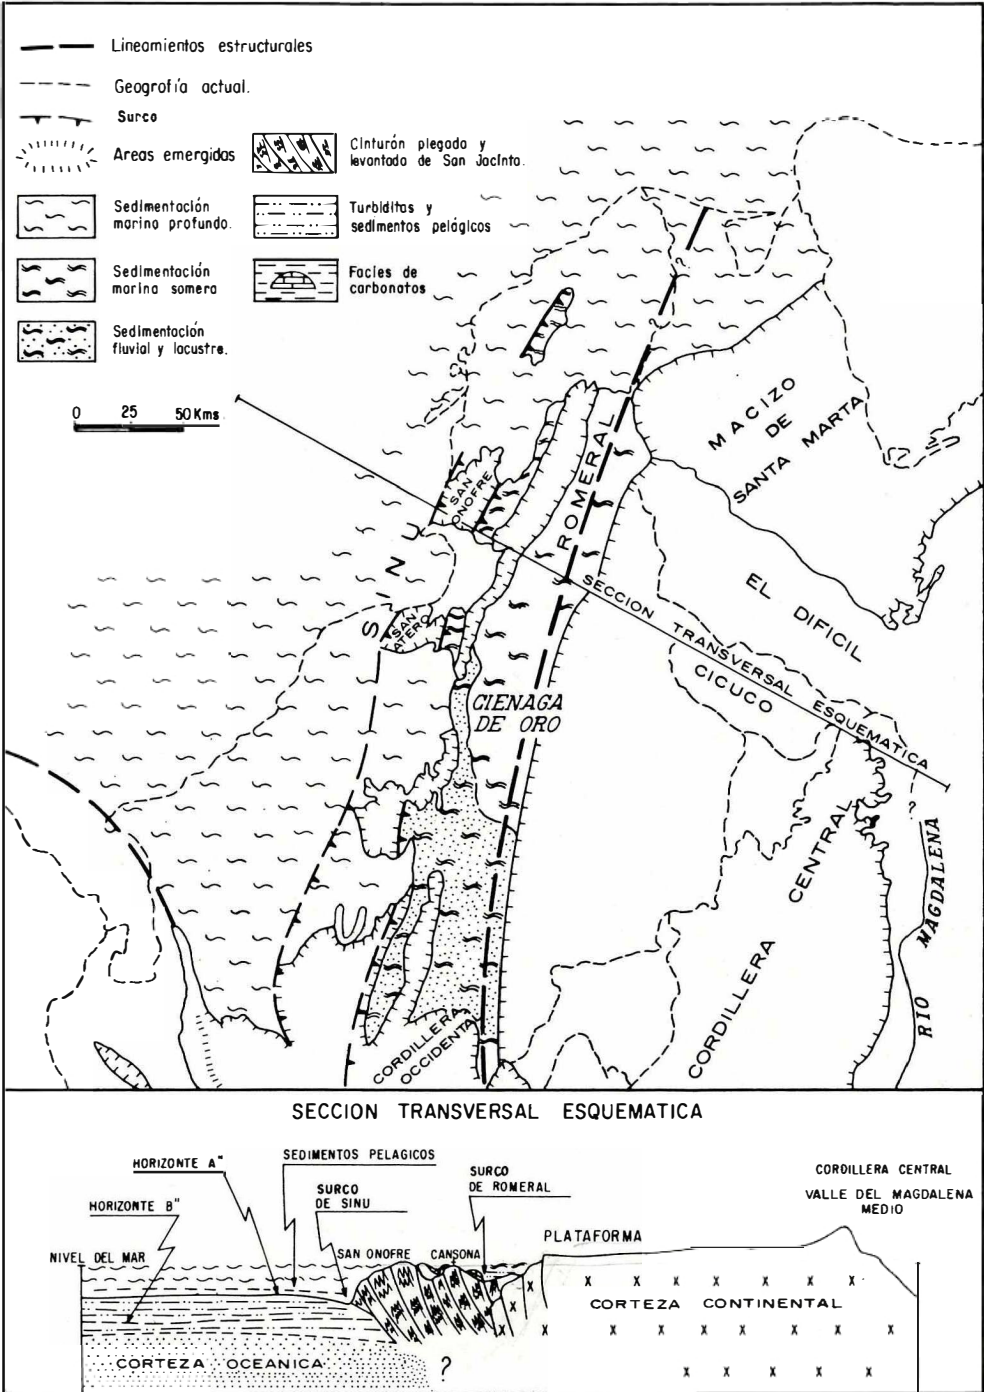 Lineamientos estructurales
Geografía actual.
Surco
Areas emergidas
Sedimentación
marina profundo.
Sedimentación
marina somera
Sedimentación
fluvial y lacustre.
Cinturón plegado y
levantado de San Jacinto.
Turbiditas y
sedimentos pelágicos
Facies de
carbonatos
0 25 50 Kms.
MACIZO
DE
SANTA MARTA
ROMERAL
SAN
ONOFRE
SINU
SAN
ATERO
SECCION TRANSVERSAL ESQUEMATICA
EL DIFICIL
CICUCO
CIENAGA
DE ORO
CORDILLERA CENTRAL
RIO MAGDALENA
CORDILLERA
OCCIDENTAL
?
?
?
SECCION TRANSVERSAL ESQUEMATICA
HORIZONTE A"
SEDIMENTOS PELAGICOS
HORIZONTE B"
SURCO
DE SINU
SURCO
DE ROMERAL
CORDILLERA CENTRAL
VALLE DEL MAGDALENA
MEDIO
NIVEL DEL MAR
SAN ONOFRE
CANSONA
PLATAFORMA
X X X X X X X X
CORTEZA CONTINENTAL
X X X X X X X X X
CORTEZA OCEANICA
?
X X X X X